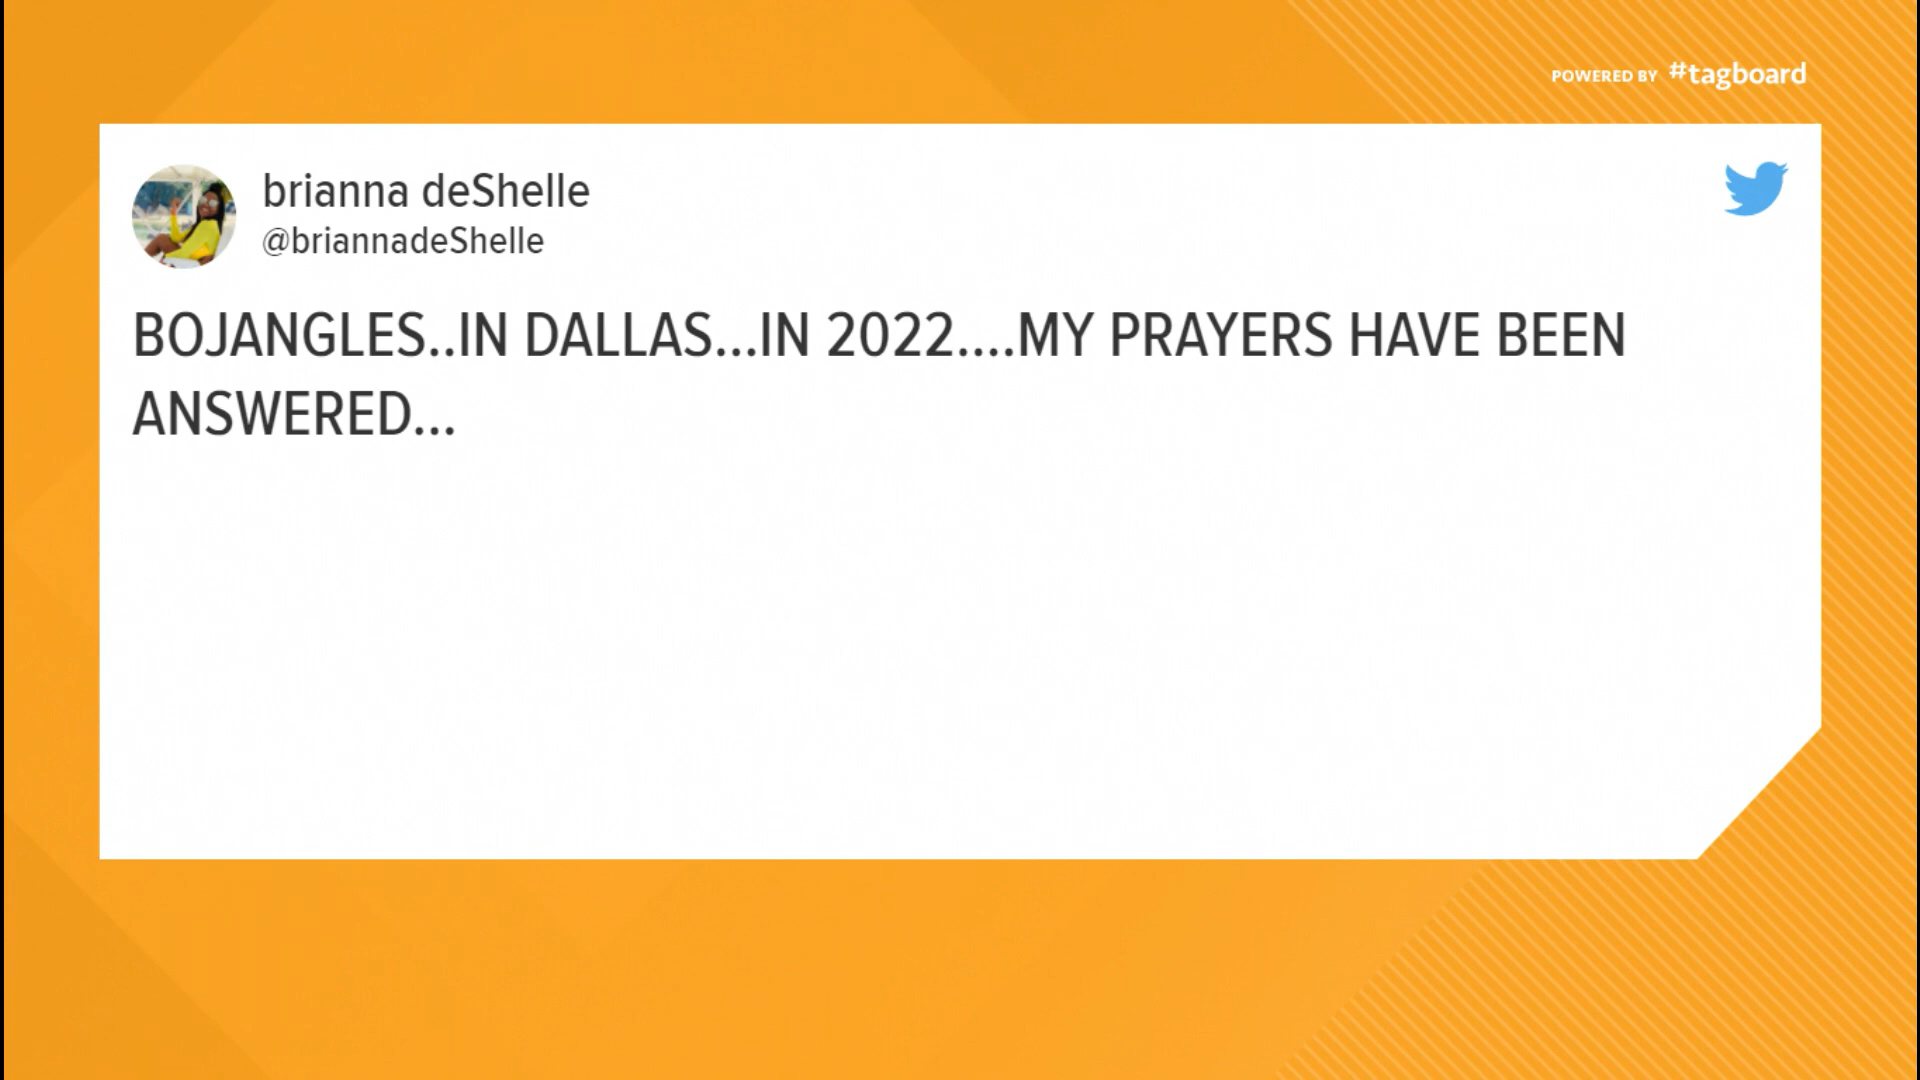 POWERED BY #tagboard
brianna deShelle
@briannadeShelle
BOJANGLES..IN DALLAS...IN 2022....MY PRAYERS HAVE BEEN
ANSWERED...